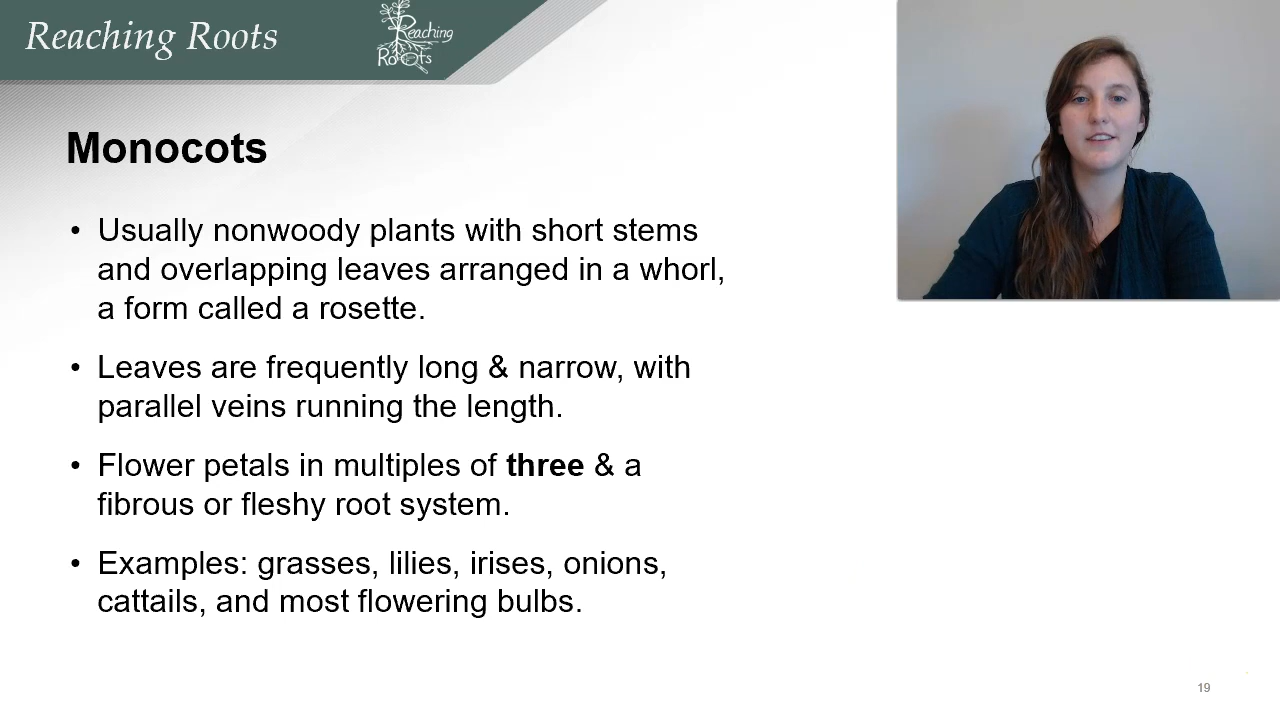 Reaching Roots
Reaching
Roots
Monocots
• Usually nonwoody plants with short stems
and overlapping leaves arranged in a whorl,
a form called a rosette.
• Leaves are frequently long & narrow, with
parallel veins running the length.
• Flower petals in multiples of three & a
fibrous or fleshy root system.
• Examples: grasses, lilies, irises, onions,
cattails, and most flowering bulbs.
19